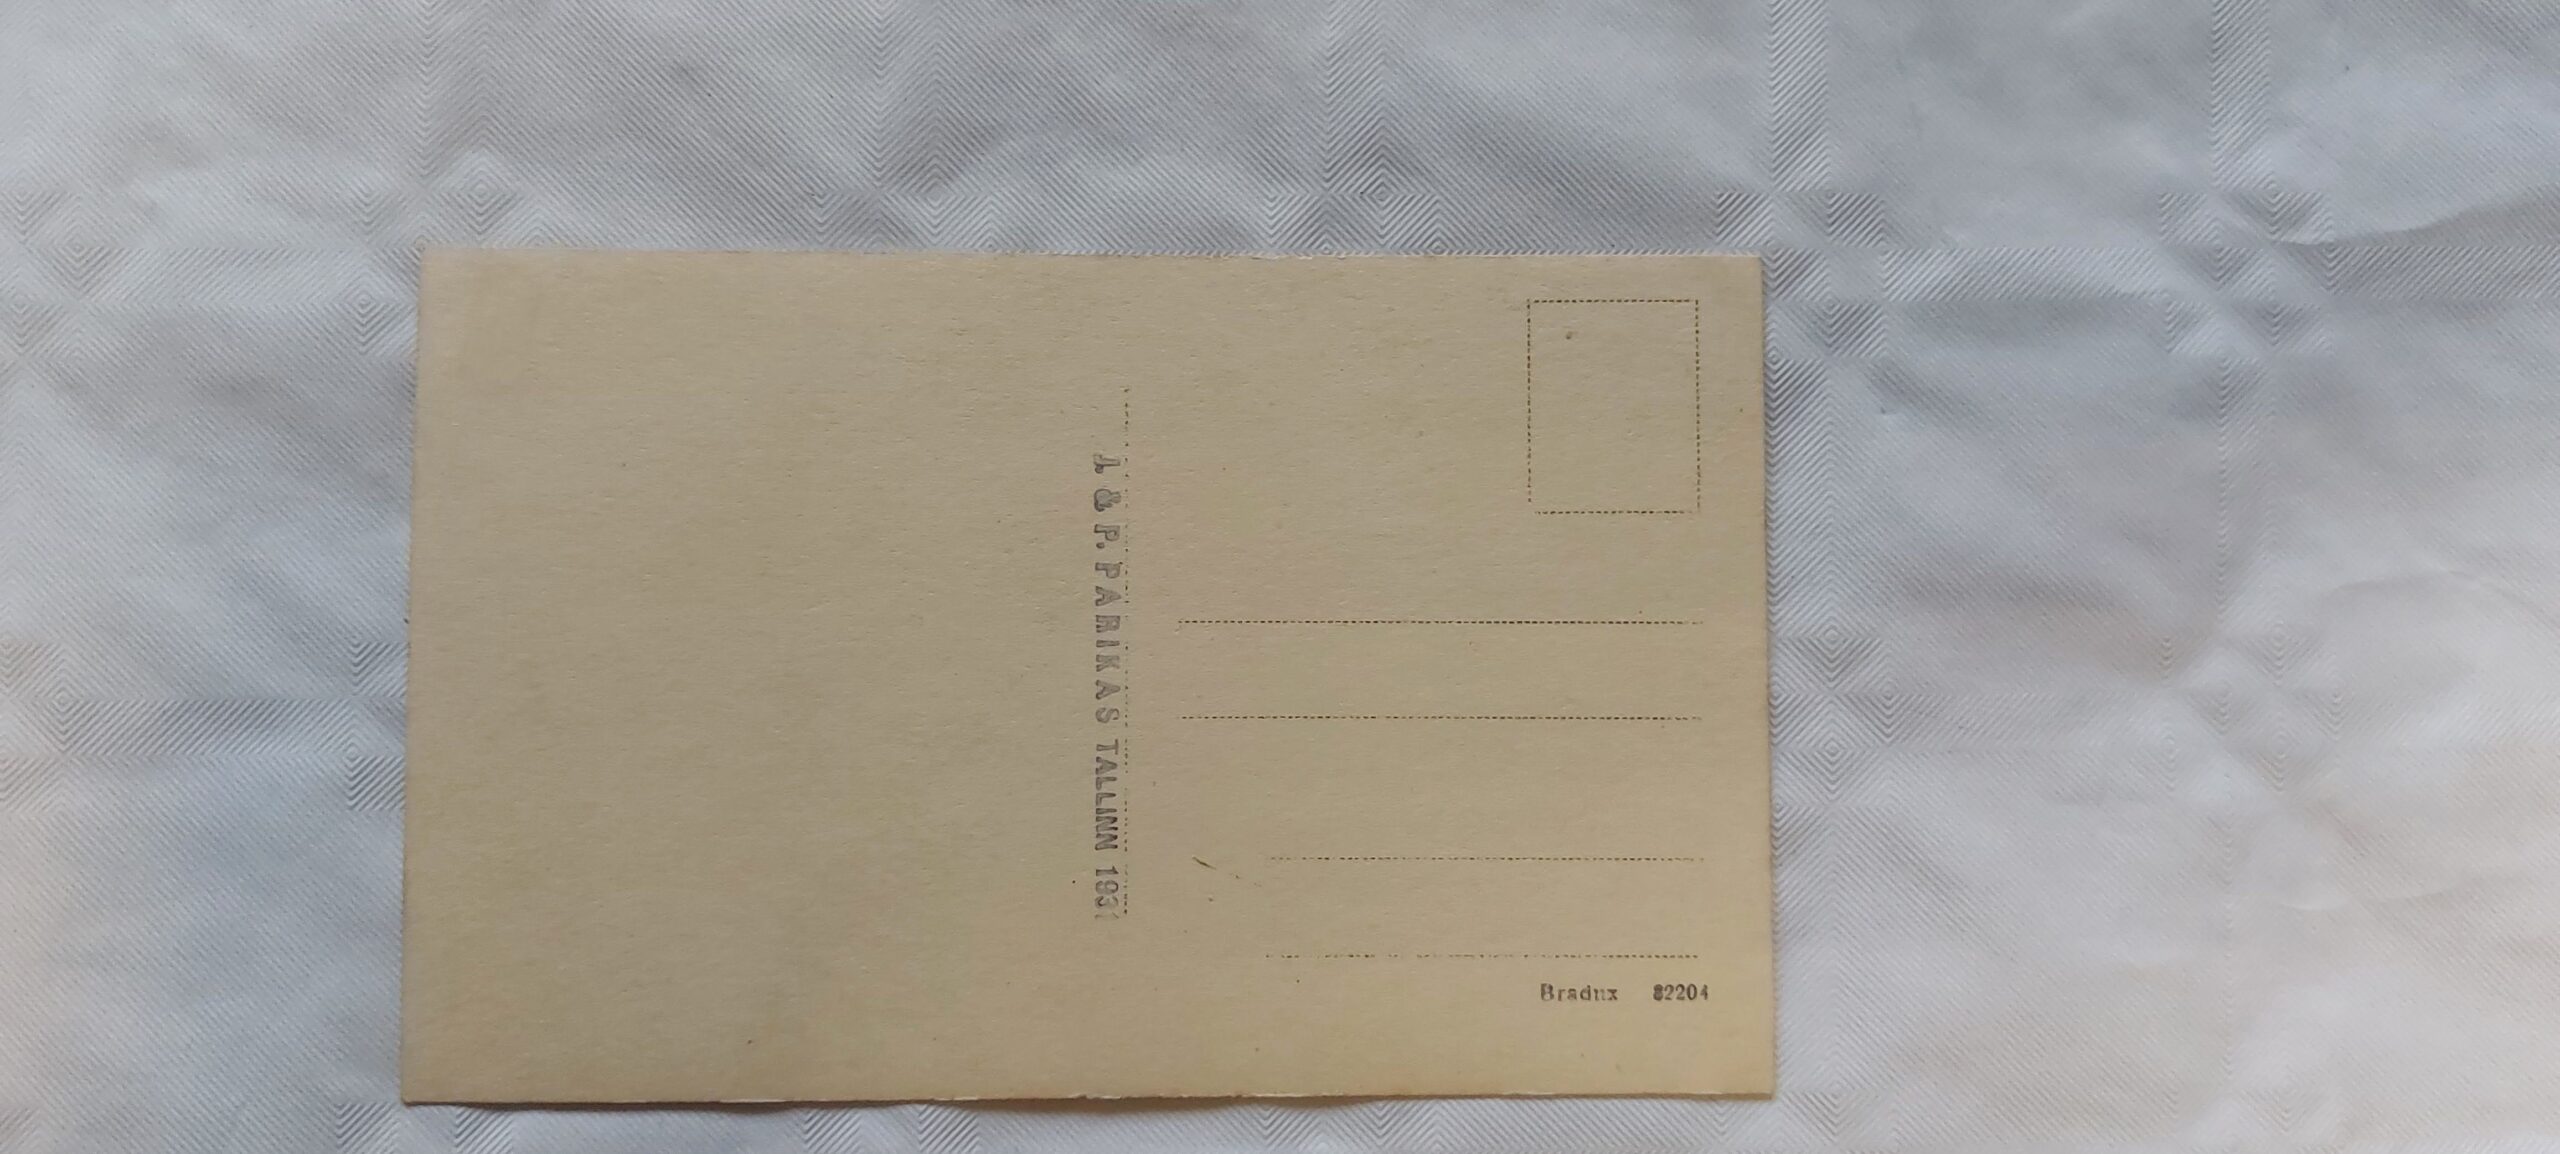 J. & P. PARIKAS TALLINN 1931
Bradux 82204